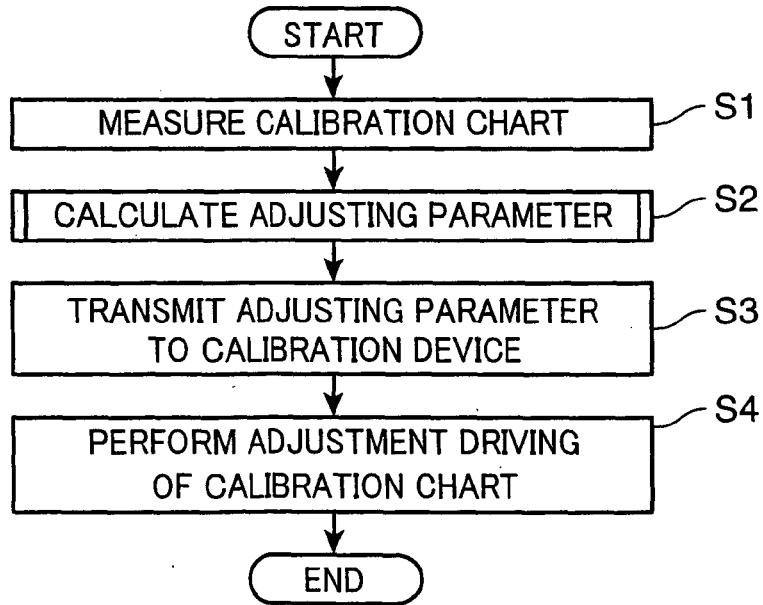 START
MEASURE CALIBRATION CHART
S1
CALCULATE ADJUSTING PARAMETER
S2
TRANSMIT ADJUSTING PARAMETER
TO CALIBRATION DEVICE
S3
PERFORM ADJUSTMENT DRIVING
OF CALIBRATION CHART
S4
END